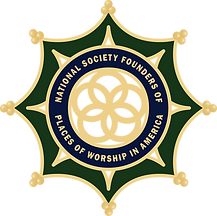 NATIONAL SOCIETY FOUNDERS OF
PLACES OF WORSHIP IN AMERICA